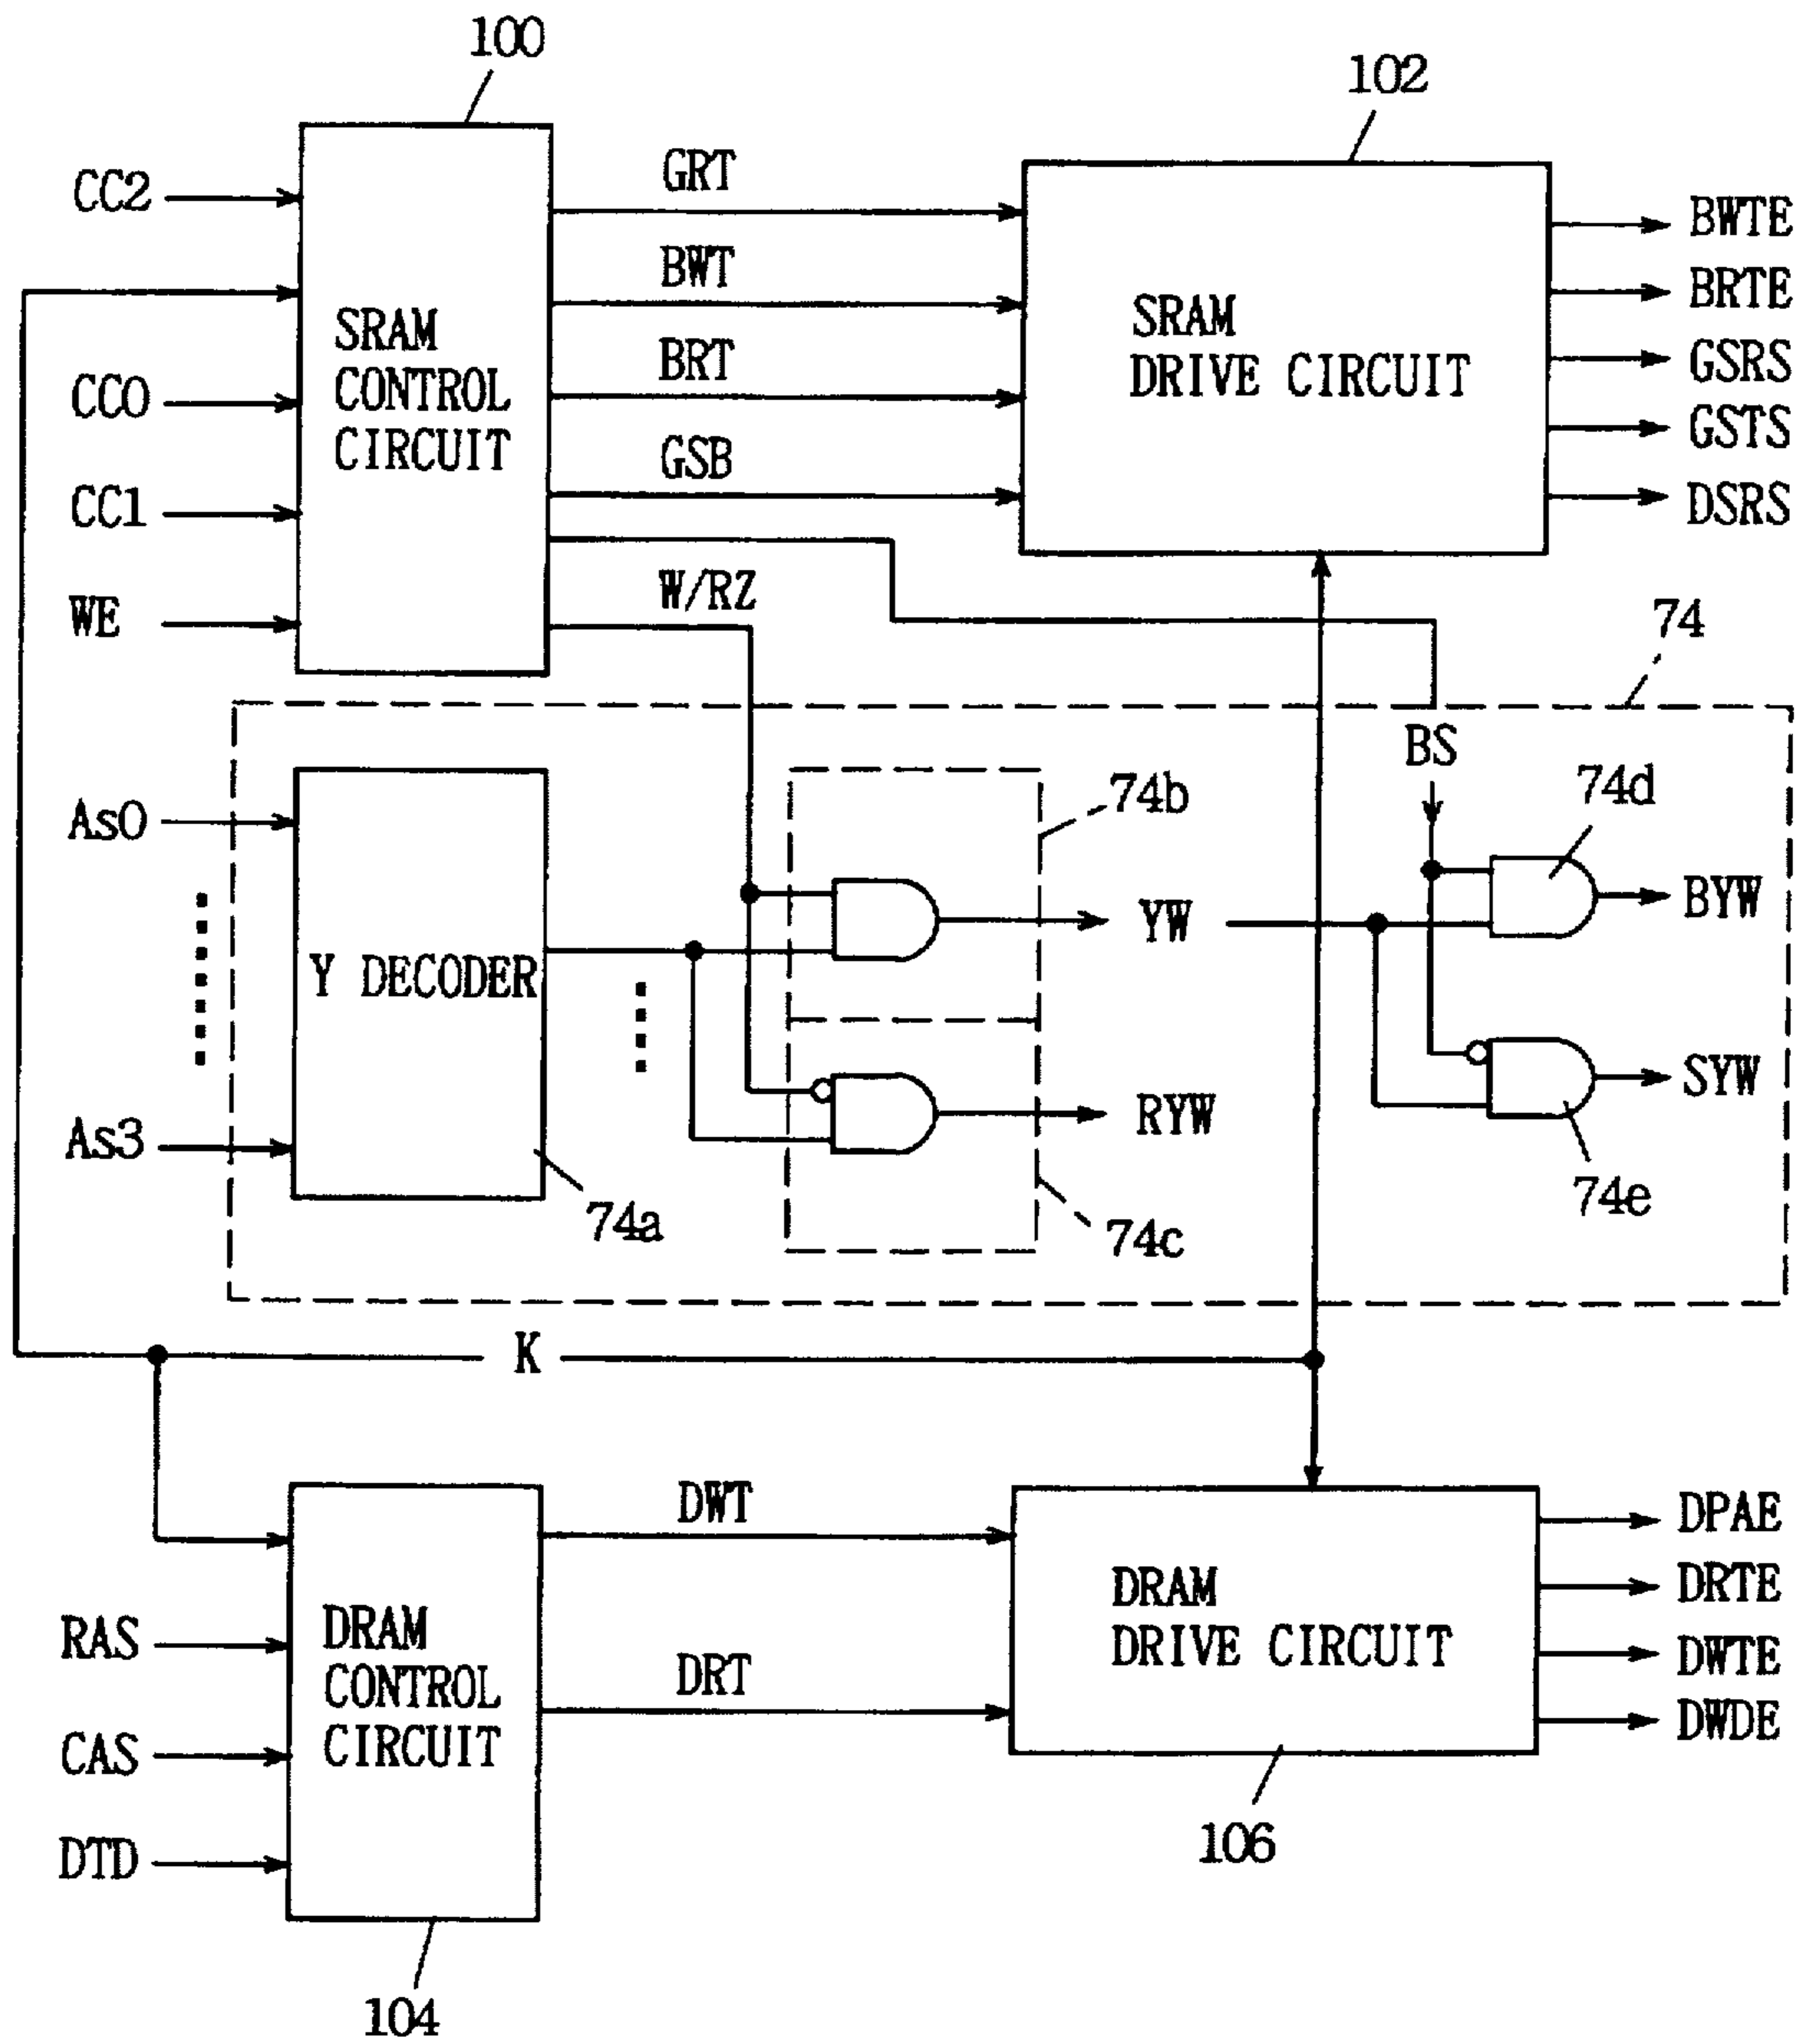 100
102
CC2
CC0
CC1
WE
SRAM
CONTROL
CIRCUIT
GRT
BWT
BRT
GSB
W/RZ
SRAM
DRIVE CIRCUIT
BWTE
BRTE
GSRS
GSTS
DSRS
74
As0
As3
Y DECODER
74a
74b
74c
YW
RYW
BS
74d
74e
BYW
SYW
K
RAS
CAS
DTD
DRAM
CONTROL
CIRCUIT
104
DWT
DRT
DRAM
DRIVE CIRCUIT
106
DPAE
DRTE
DWTE
DWDE